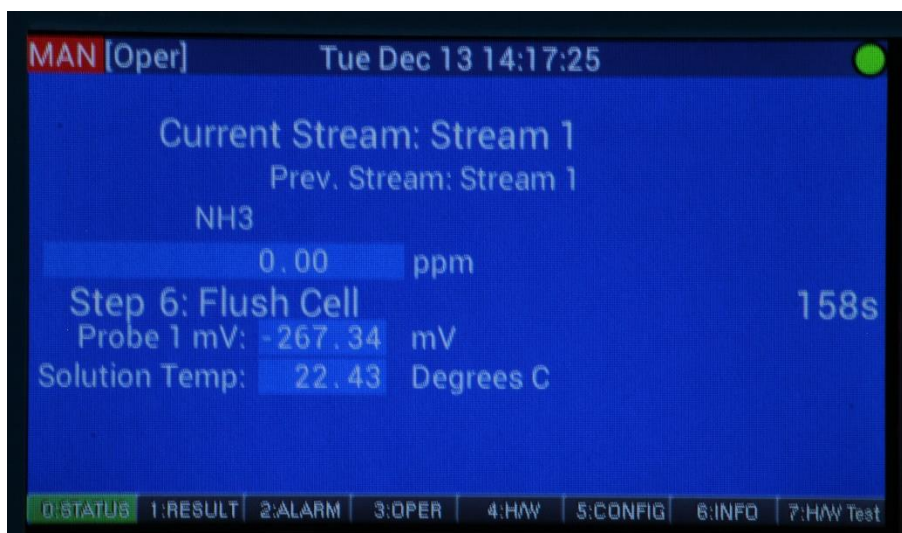 MAN [Oper] Tue Dec 13 14:17:25
Current Stream: Stream 1
Prev. Stream: Stream 1
NH3
0.00 ppm
Step 6: Flush Cell 158s
Probe 1 mV: -267.34 mV
Solution Temp: 22.43 Degrees C
0:STATUS 1:RESULT 2:ALARM 3:OPER 4:H/W 5:CONFIG 6:INFO 7:H/W Test